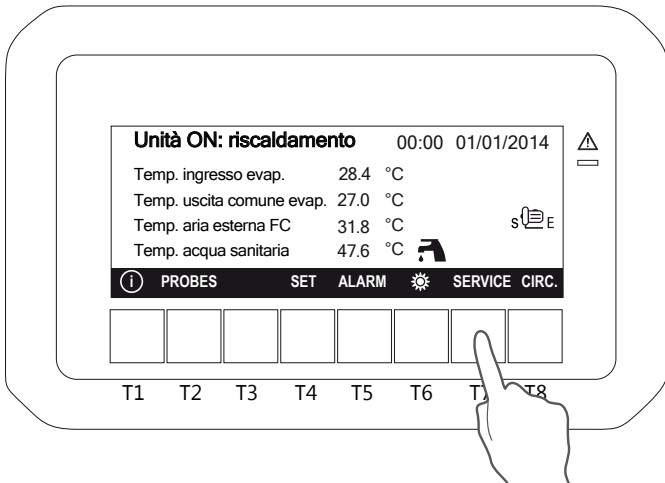 Unità ON: riscaldamento 00:00 01/01/2014
Temp. ingresso evap. 28.4 °C
Temp. uscita comune evap. 27.0 °C
Temp. aria esterna FC 31.8 °C
S E
Temp. acqua sanitaria 47.6 °C
i PROBES SET ALARM SERVICE CIRC.
T1 T2 T3 T4 T5 T6 T7 T8